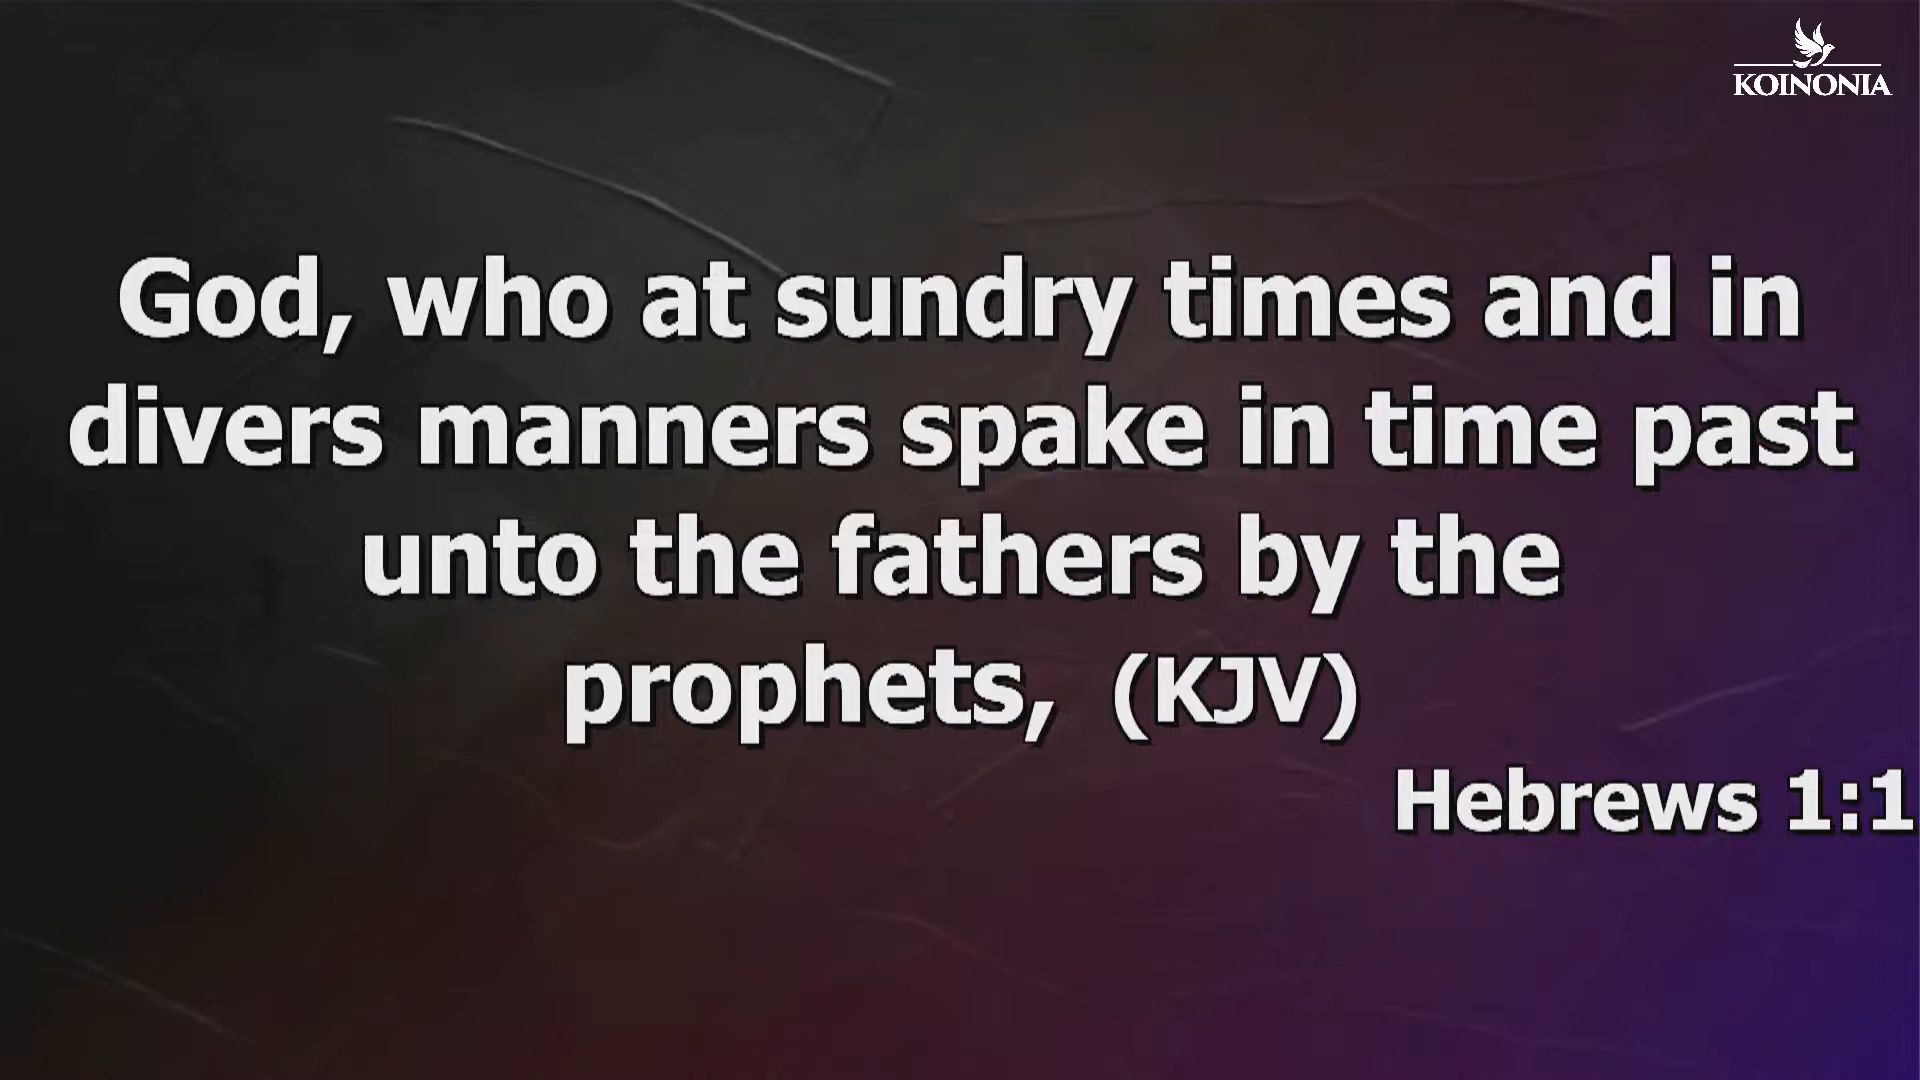 KOINONIA
God, who at sundry times and in
divers manners spake in time past
unto the fathers by the
prophets, (KJV)
Hebrews 1:1